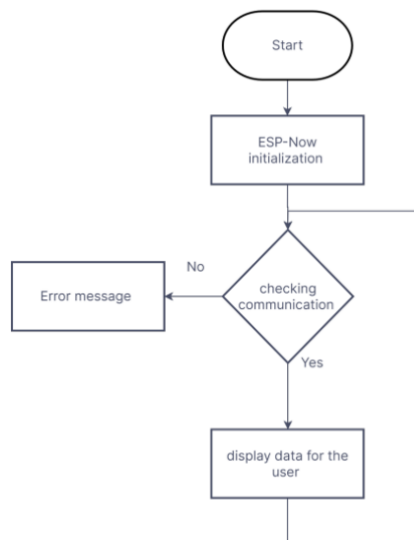 Start
ESP-Now
initialization
No
Error message
checking
communication
Yes
display data for the
user